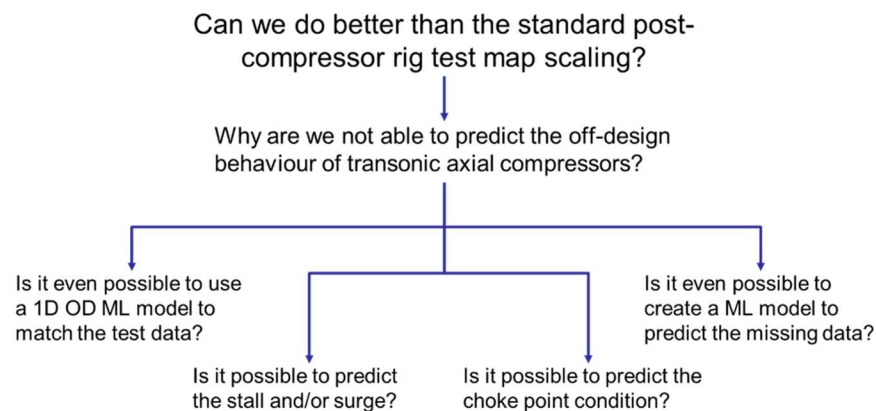 Can we do better than the standard post-
compressor rig test map scaling?
Why are we not able to predict the off-design
behaviour of transonic axial compressors?
Is it even possible to use
a 1D OD ML model to
match the test data?
Is it even possible to
create a ML model to
predict the missing data?
Is it possible to predict
the stall and/or surge?
Is it possible to predict the
choke point condition?